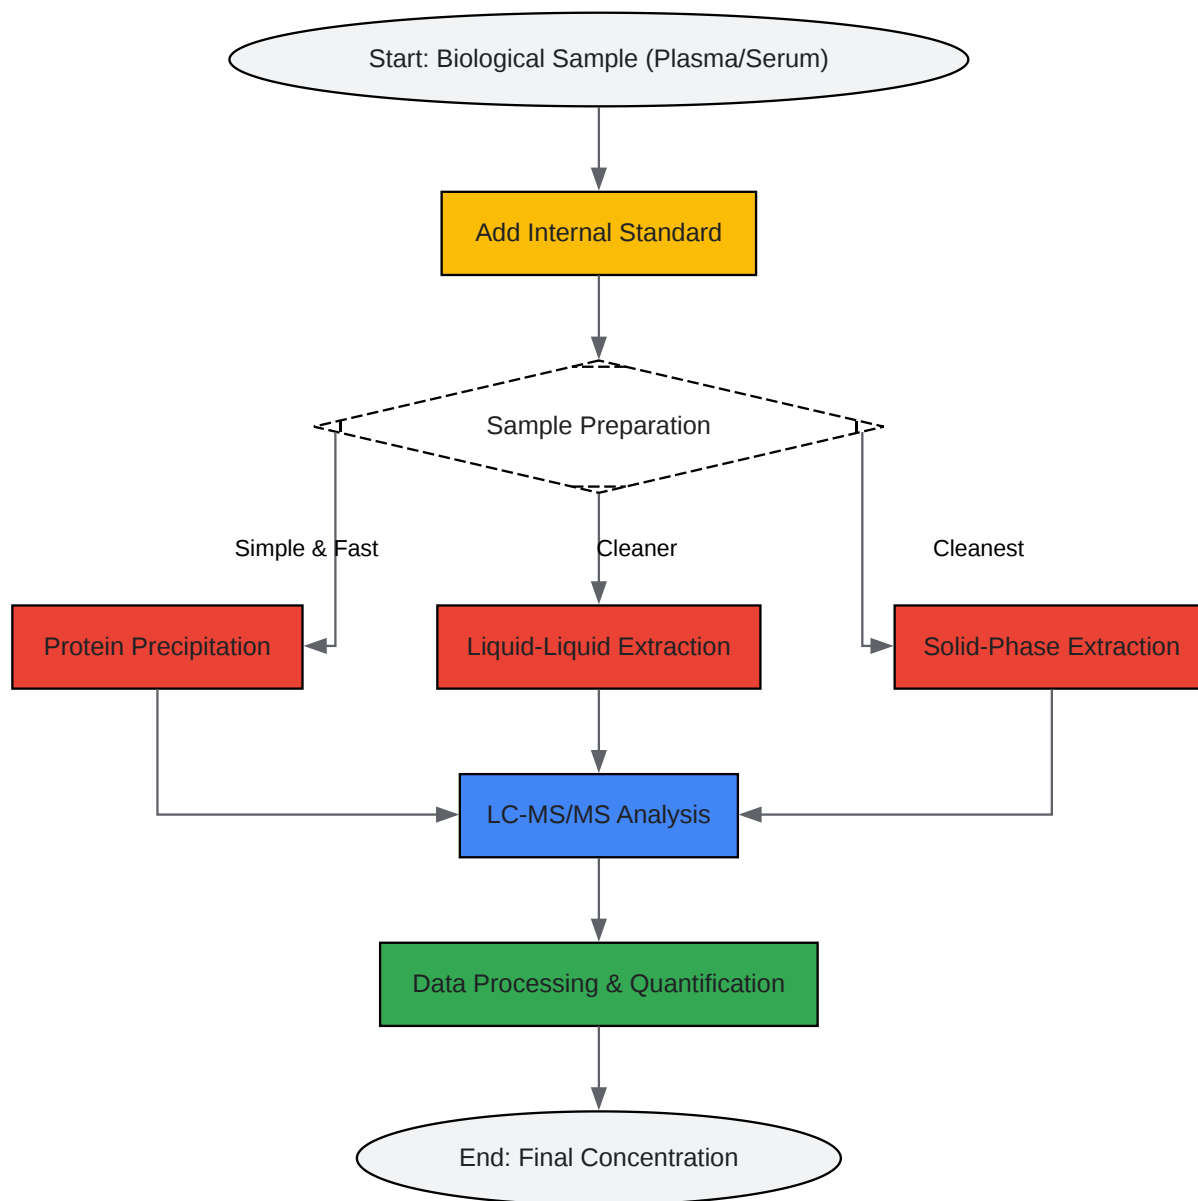 Start: Biological Sample (Plasma/Serum)
Add Internal Standard
Sample Preparation
Simple & Fast
Cleaner
Cleanest
Protein Precipitation
Liquid-Liquid Extraction
Solid-Phase Extraction
LC-MS/MS Analysis
Data Processing & Quantification
End: Final Concentration